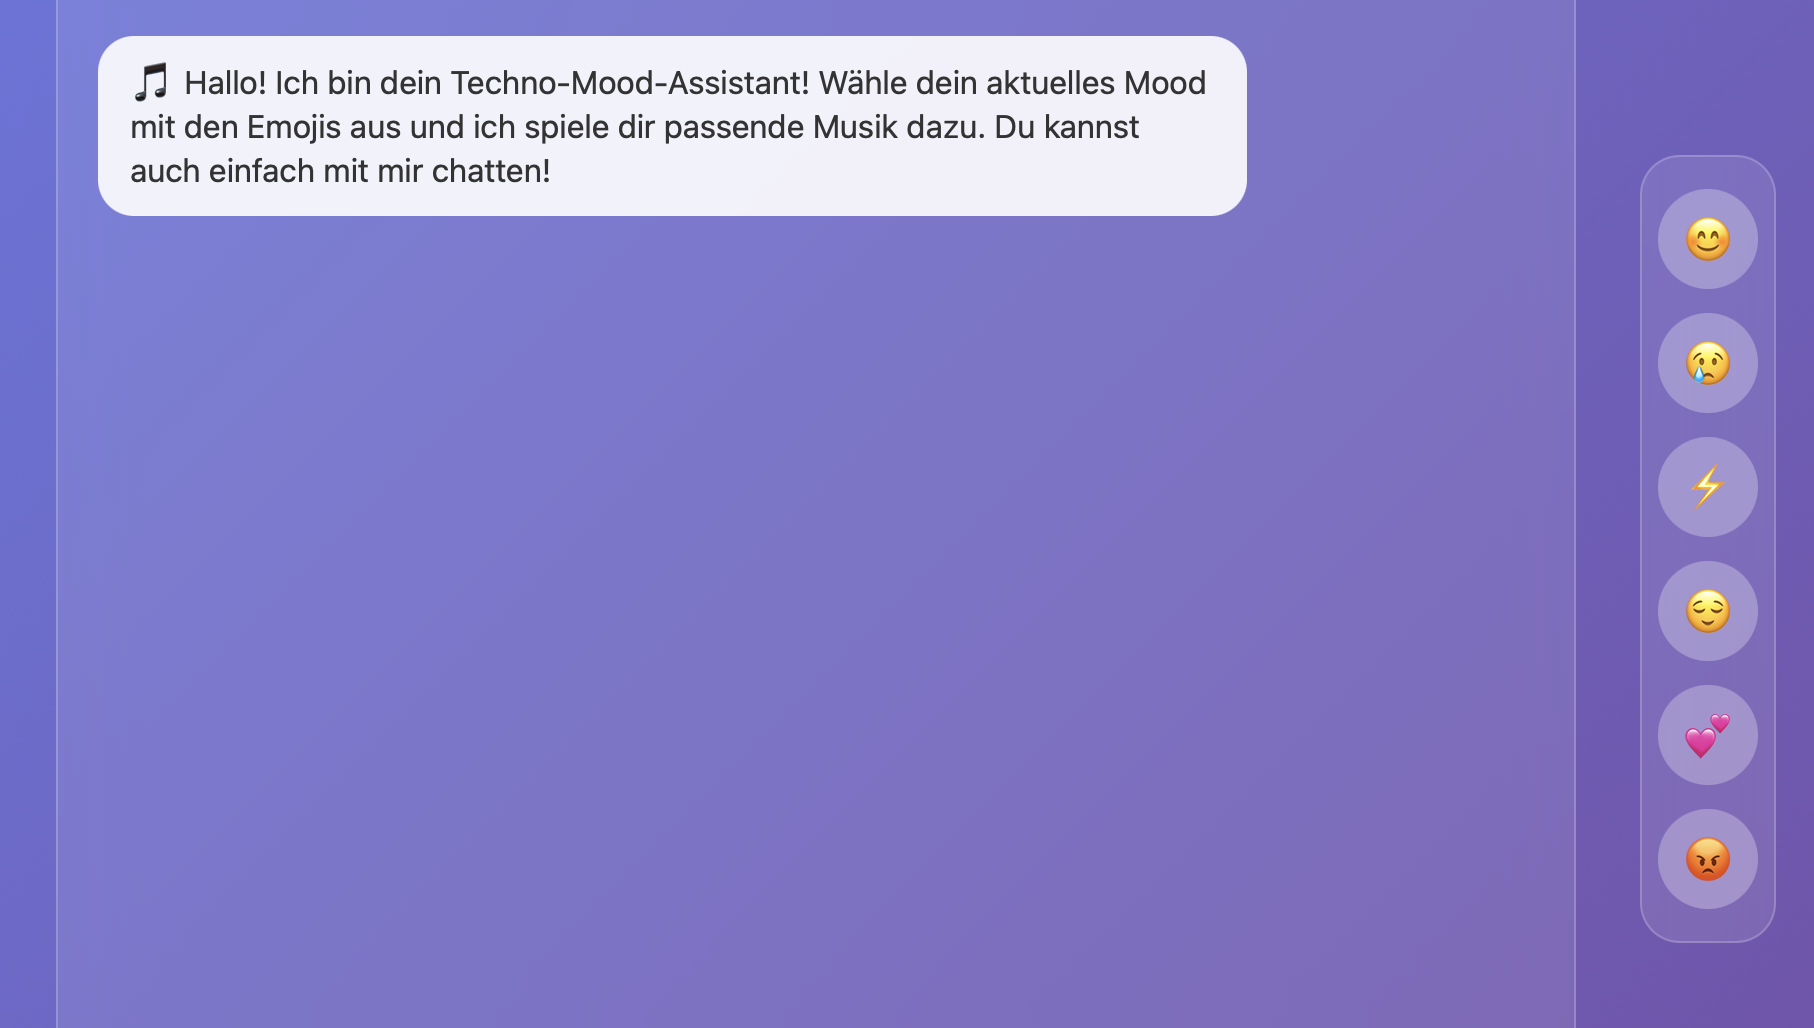 🎵 Hallo! Ich bin dein Techno-Mood-Assistant! Wähle dein aktuelles Mood
mit den Emojis aus und ich spiele dir passende Musik dazu. Du kannst
auch einfach mit mir chatten!